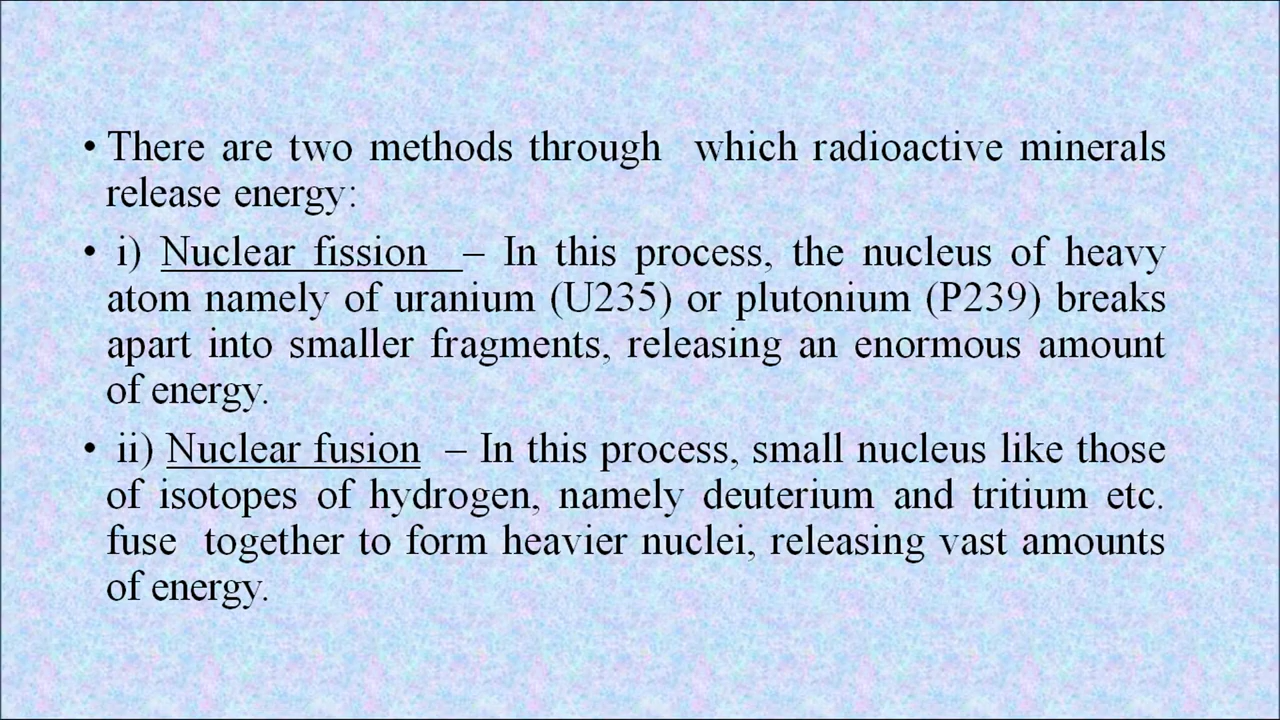 • There are two methods through which radioactive minerals
release energy:
• i) Nuclear fission – In this process, the nucleus of heavy
atom namely of uranium (U235) or plutonium (P239) breaks
apart into smaller fragments, releasing an enormous amount
of energy.
• ii) Nuclear fusion – In this process, small nucleus like those
of isotopes of hydrogen, namely deuterium and tritium etc.
fuse together to form heavier nuclei, releasing vast amounts
of energy.